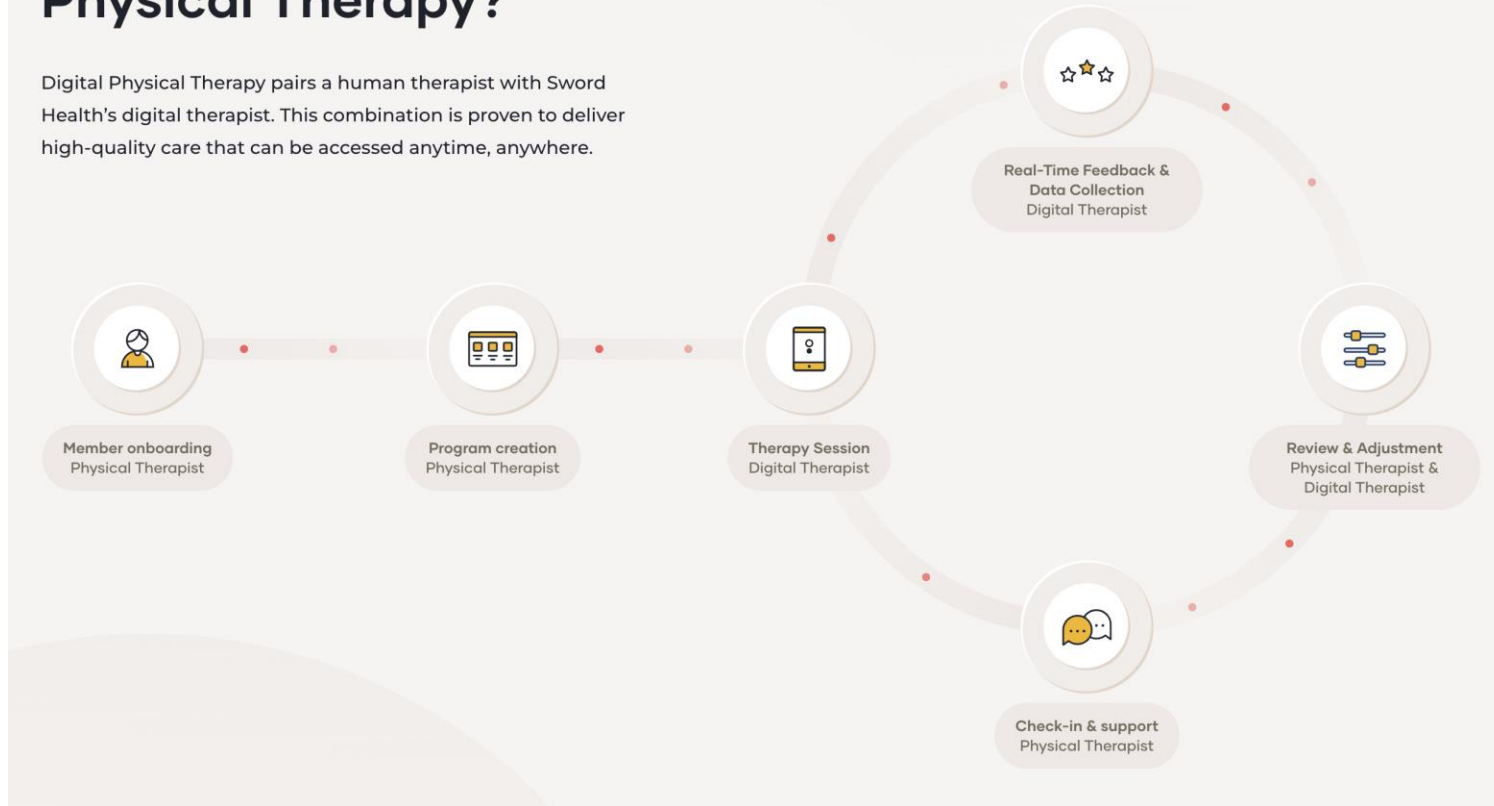 Physical Therapy?
Digital Physical Therapy pairs a human therapist with Sword
Health's digital therapist. This combination is proven to deliver
high-quality care that can be accessed anytime, anywhere.
Member onboarding
Physical Therapist
Program creation
Physical Therapist
Therapy Session
Digital Therapist
Real-Time Feedback &
Data Collection
Digital Therapist
Review & Adjustment
Physical Therapist &
Digital Therapist
Check-in & support
Physical Therapist